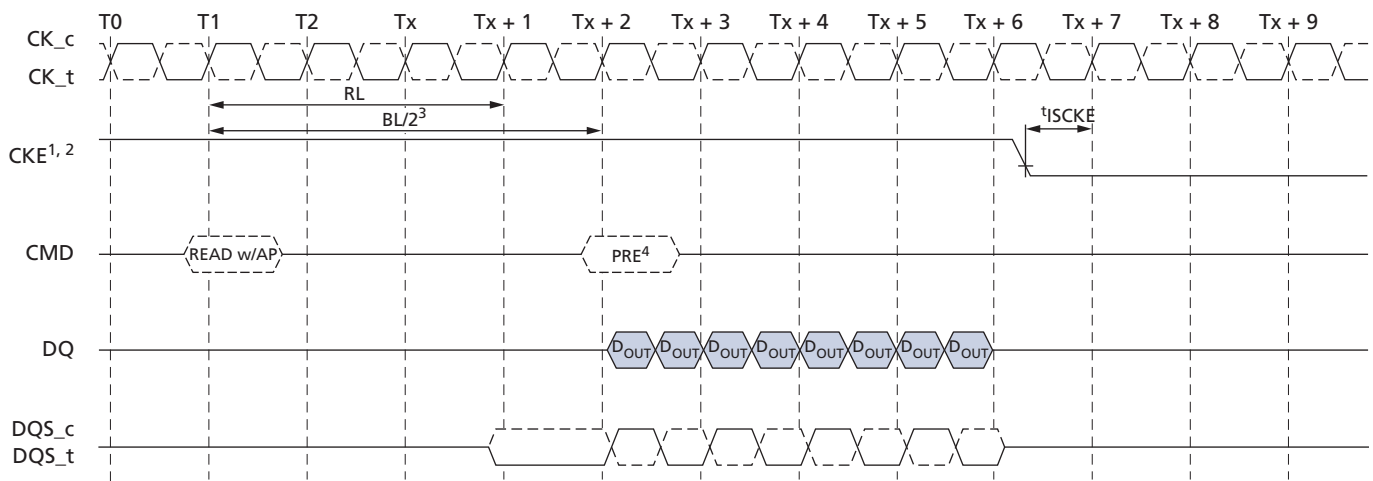 T0 T1 T2 Tx Tx + 1 Tx + 2 Tx + 3 Tx + 4 Tx + 5 Tx + 6 Tx + 7 Tx + 8 Tx + 9
CK_c
CK_t
RL
BL/2³
tISCKE
CKE1, 2
CMD
READ w/AP
PRE⁴
DQ
DOUT DOUT DOUT DOUT DOUT DOUT DOUT DOUT
DQS_c
DQS_t